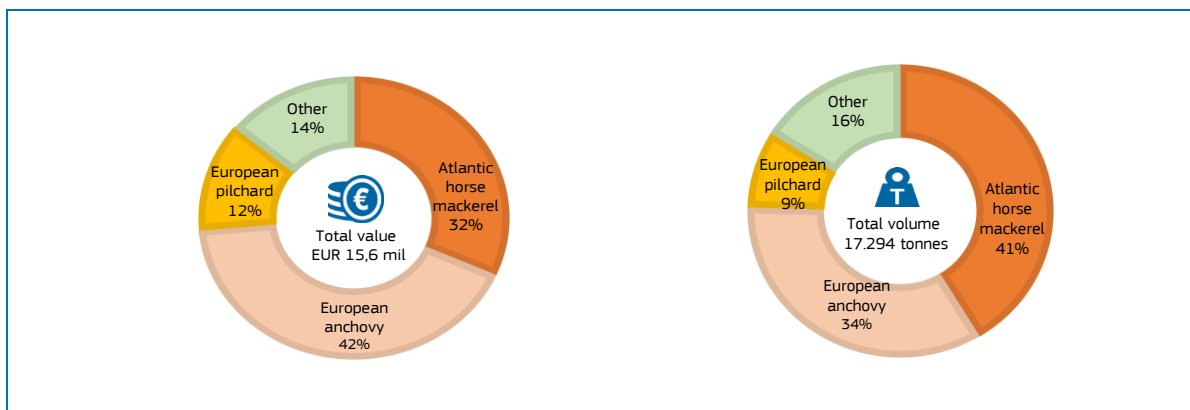 Other
14%
European
pilchard
12%
Atlantic
horse
mackerel
32%
€
Total value
EUR 15,6 mil
European
anchovy
42%
Other
16%
European
pilchard
9%
Atlantic
horse
mackerel
41%
T
Total volume
17.294 tonnes
European
anchovy
34%